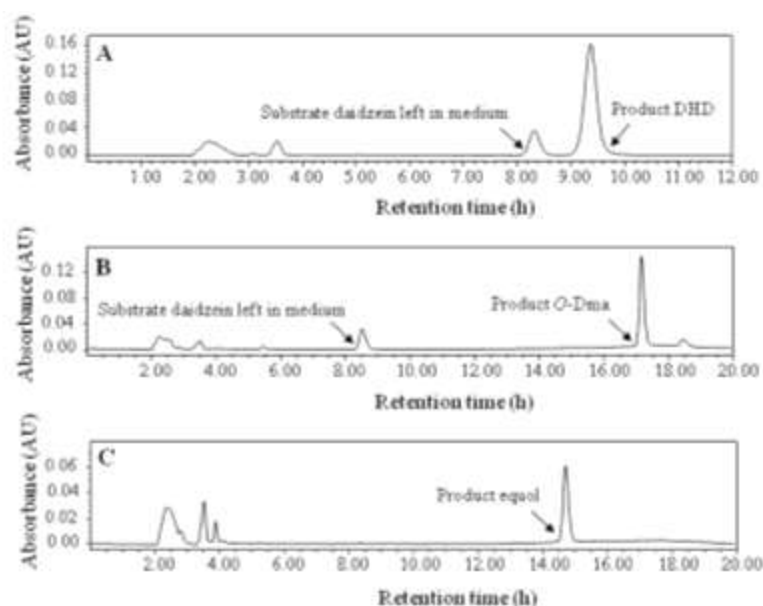 A
Absorbance (AU)
0.16
0.12
0.08
0.04
0.00
Substrate daidzein left in medium
Product DHD
1.00 2.00 3.00 4.00 5.00 6.00 7.00 8.00 9.00 10.00 11.00 12.00
Retention time (h)
B
Absorbance (AU)
0.12
0.08
0.04
0.00
Substrate daidzein left in medium
Product O-Dma
2.00 4.00 6.00 8.00 10.00 12.00 14.00 16.00 18.00 20.00
Retention time (h)
C
Absorbance (AU)
0.06
0.04
0.02
0.00
Product equol
2.00 4.00 6.00 8.00 10.00 12.00 14.00 16.00 18.00 20.00
Retention time (h)